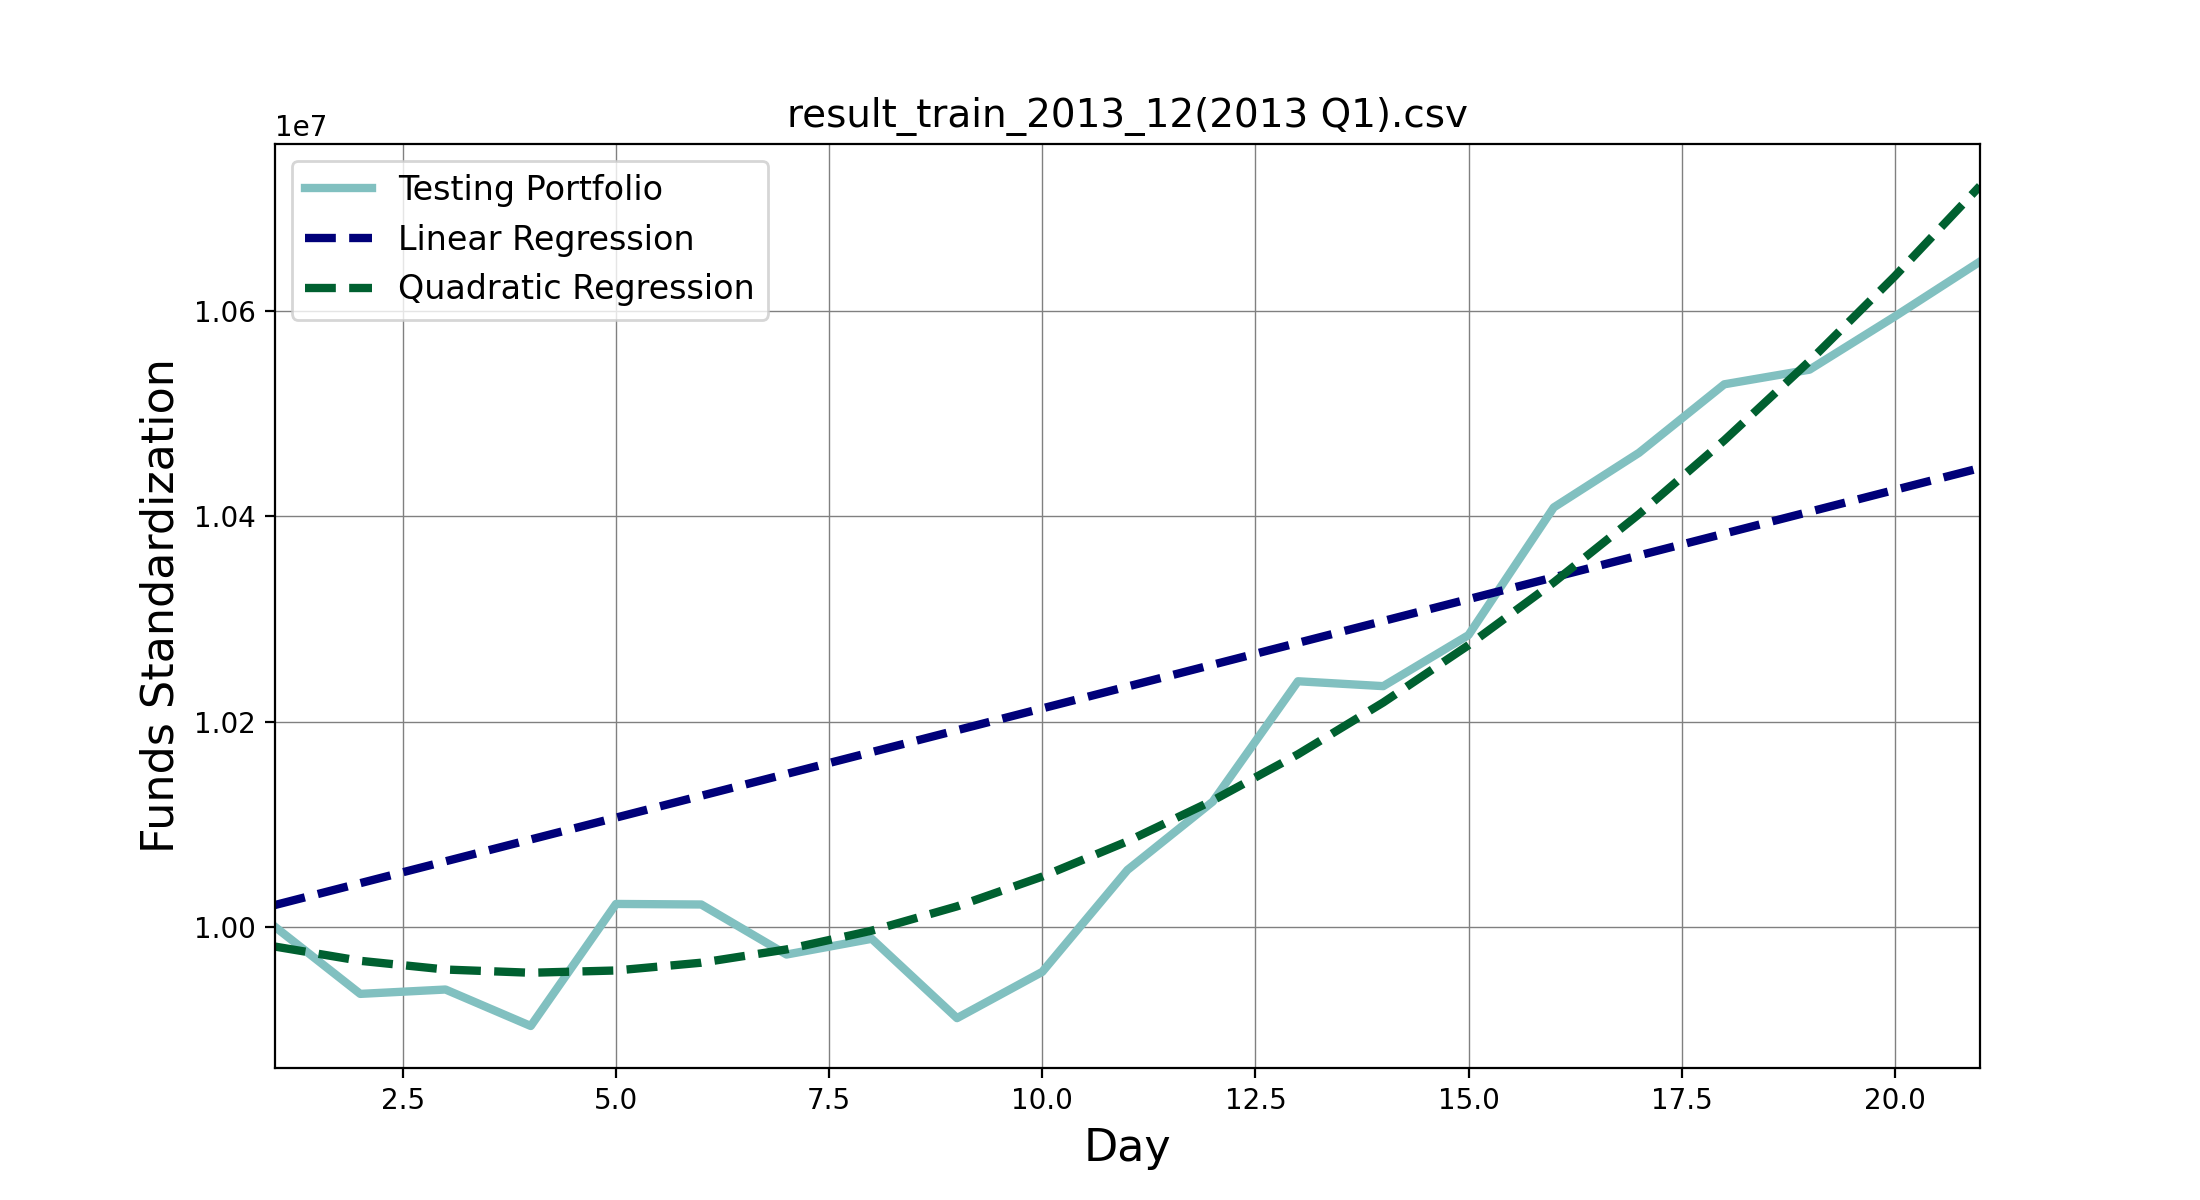 result_train_2013_12(2013 Q1).csv
1e7
Testing Portfolio
Linear Regression
Quadratic Regression
1.06
1.04
1.02
1.00
Funds Standardization
2.5 5.0 7.5 10.0 12.5 15.0 17.5 20.0
Day